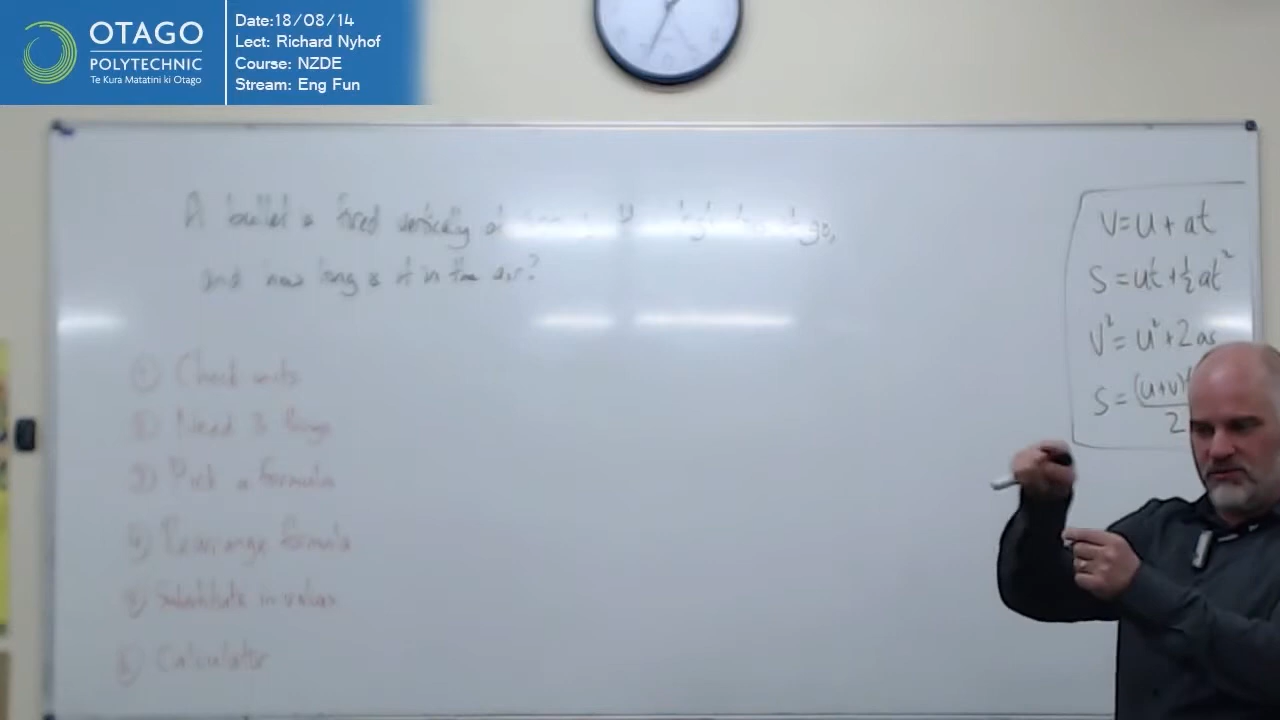 OTAGO
POLYTECHNIC
Te Kura Matatini ki Otago
Date:18/08/14
Lect: Richard Nyhof
Course: NZDE
Stream: Eng Fun
A bullet is fired vertically at go,
and how long is it in the air?
① Check units
② Need 3 things
③ Pick a formula
④ Rearrange formula
⑤ Substitute in values
⑥ Calculator
V=u+at
S=ut+½at²
V²=u²+2as
S=(u+v)
2